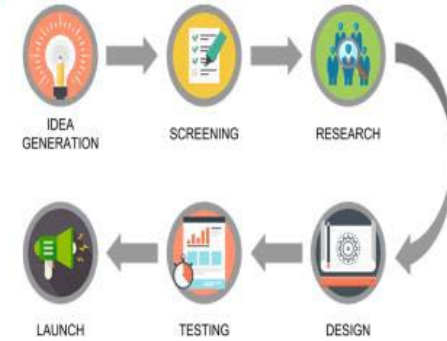 IDEA
GENERATION
SCREENING
RESEARCH
LAUNCH
TESTING
DESIGN